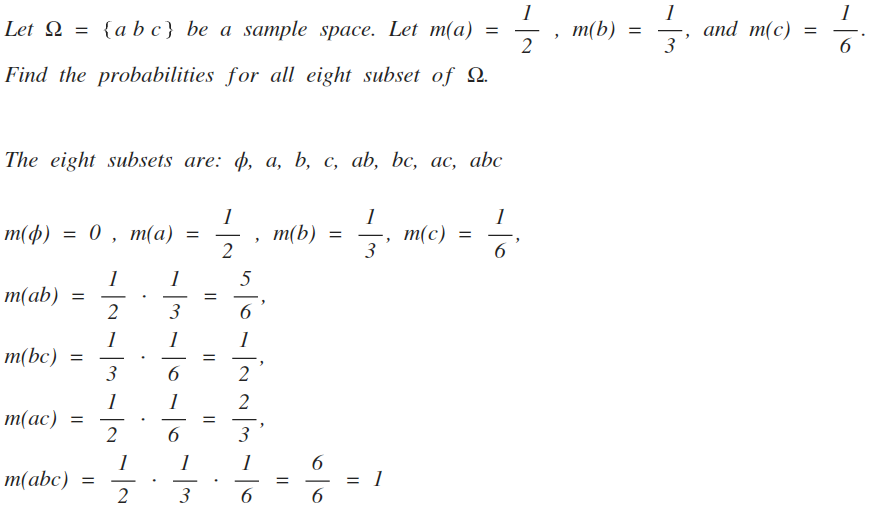 Let Ω = {a b c} be a sample space. Let m(a) = 1/2 , m(b) = 1/3, and m(c) = 1/6.
Find the probabilities for all eight subset of Ω.
The eight subsets are: ϕ, a, b, c, ab, bc, ac, abc
m(ϕ) = 0 , m(a) = 1/2 , m(b) = 1/3, m(c) = 1/6,
m(ab) = 1/2 · 1/3 = 5/6,
m(bc) = 1/3 · 1/6 = 1/2,
m(ac) = 1/2 · 1/6 = 2/3,
m(abc) = 1/2 · 1/3 · 1/6 = 6/6 = 1